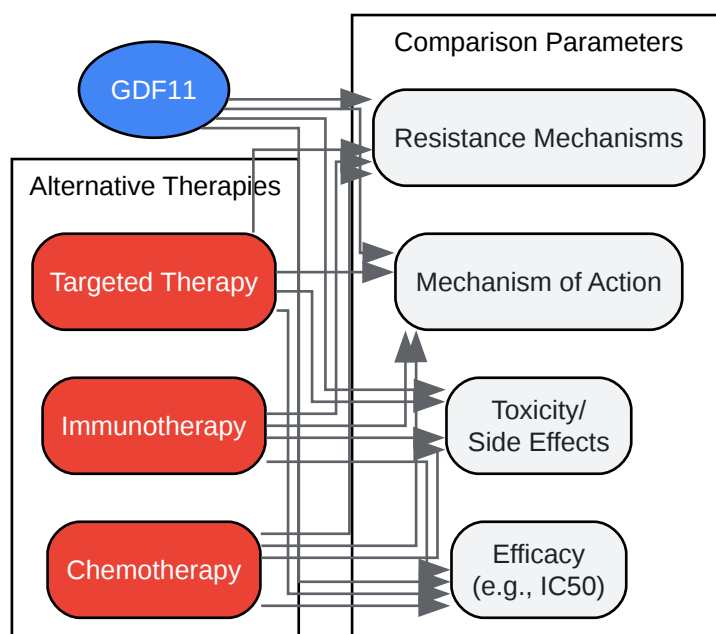 Comparison Parameters
GDF11
Resistance Mechanisms
Alternative Therapies
Targeted Therapy
Mechanism of Action
Immunotherapy
Toxicity/
Side Effects
Chemotherapy
Efficacy
(e.g., IC50)